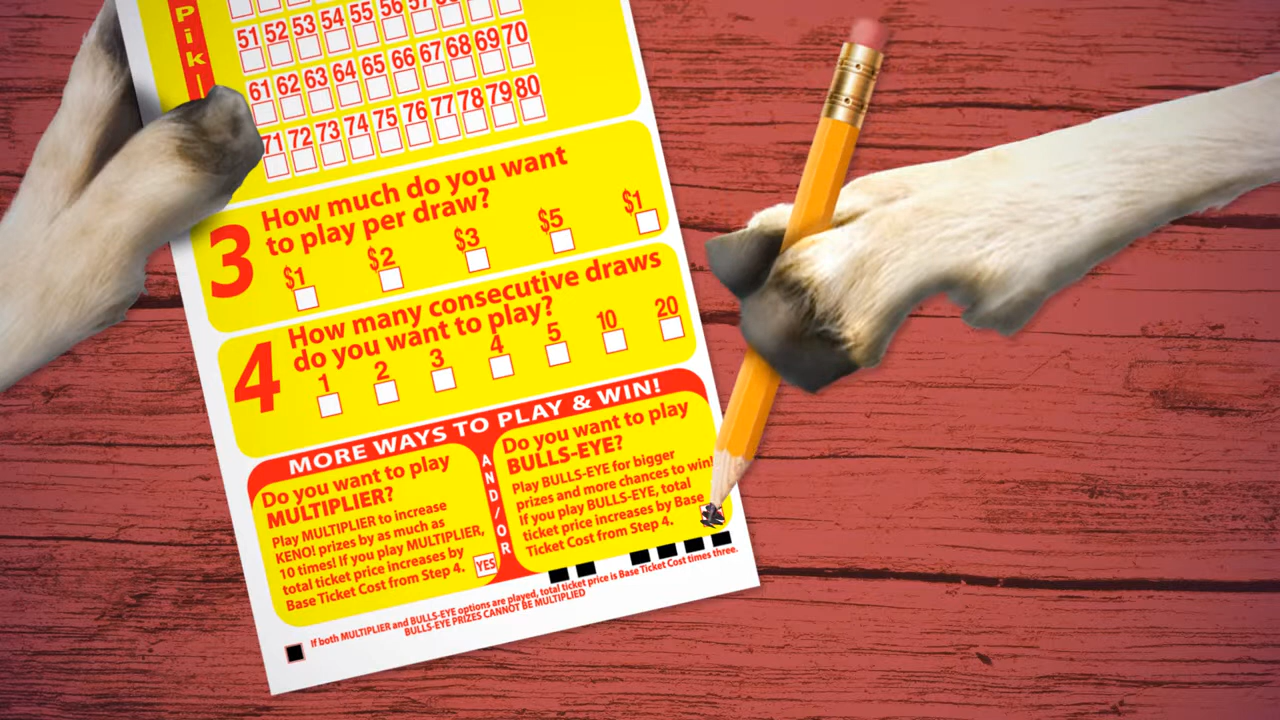 Pik
51 52 53 54 55 56 57
61 62 63 64 65 66 67 68 69 70
71 72 73 74 75 76 77 78 79 80
3
How much do you want
to play per draw?
$1 $2 $3 $5 $1
4
How many consecutive draws
do you want to play?
1 2 3 4 5 10 20
MORE WAYS TO PLAY & WIN!
Do you want to play
MULTIPLIER?
Play MULTIPLIER to increase
KENO! prizes by as much as
10 times! If you play MULTIPLIER,
total ticket price increases by
Base Ticket Cost from Step 4.
YES
AND/OR
Do you want to play
BULLS-EYE?
Play BULLS-EYE for bigger
prizes and more chances to win!
If you play BULLS-EYE, total
ticket price increases by Base
Ticket Cost from Step 4.
If both MULTIPLIER and BULLS-EYE options are played, total ticket price is Base Ticket Cost times three.
BULLS-EYE PRIZES CANNOT BE MULTIPLIED